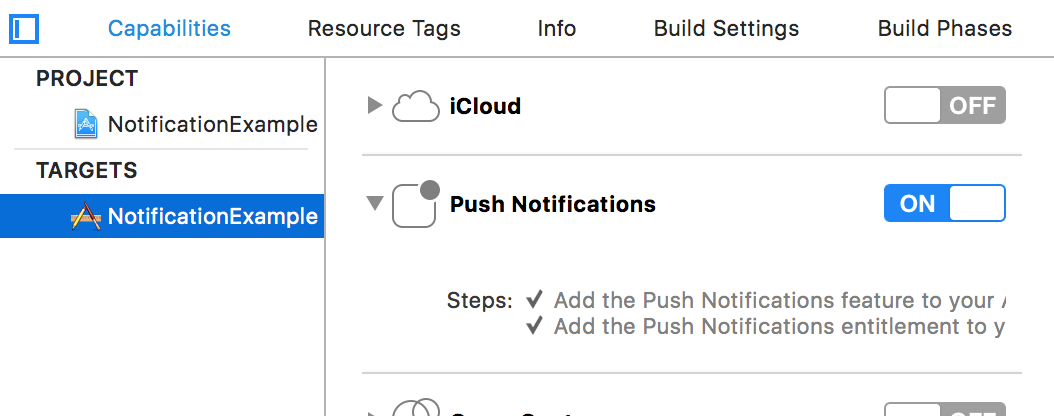 Capabilities Resource Tags Info Build Settings Build Phases
PROJECT
NotificationExample
TARGETS
NotificationExample
iCloud OFF
Push Notifications ON
Steps: ✓ Add the Push Notifications feature to your
✓ Add the Push Notifications entitlement to
OFF